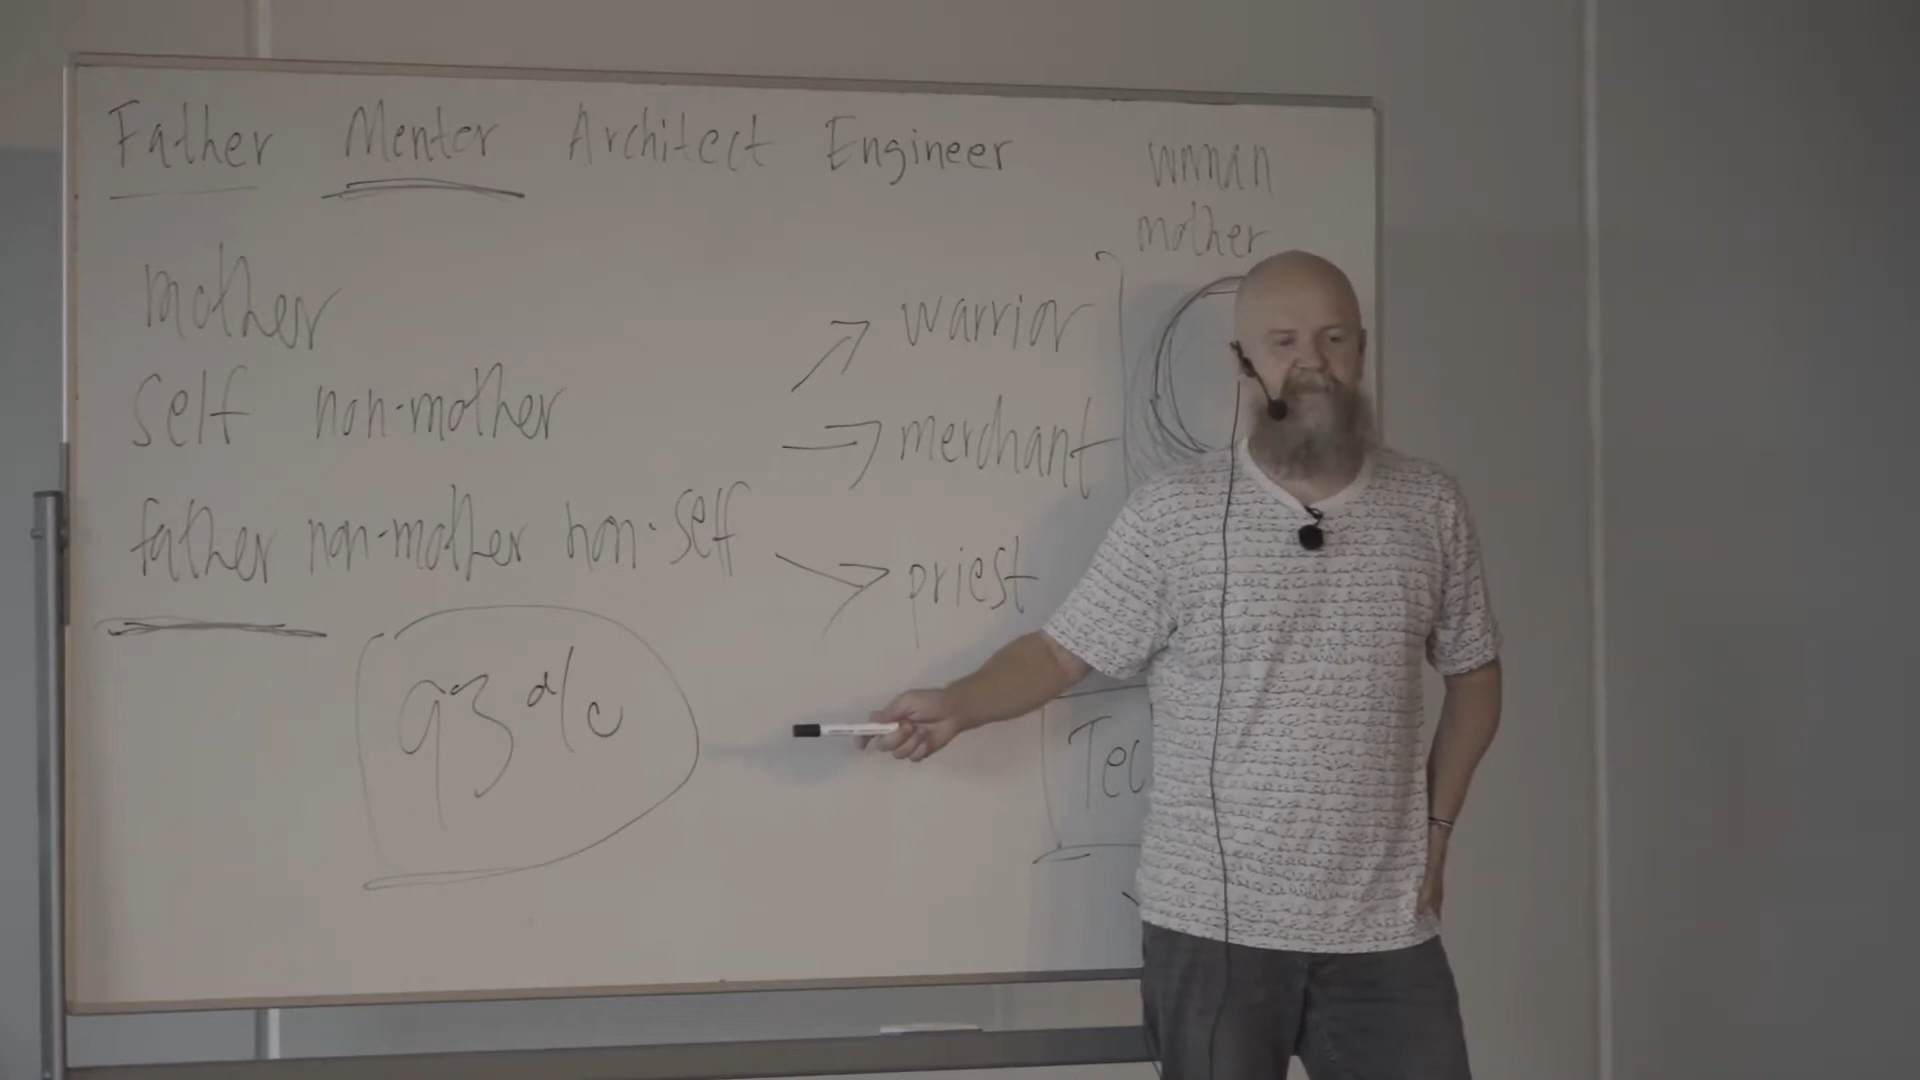 Father Mentor Architect Engineer
woman
mother
mother
warrior
self non-mother
merchant
father non-mother non-self
priest
93%
Tec